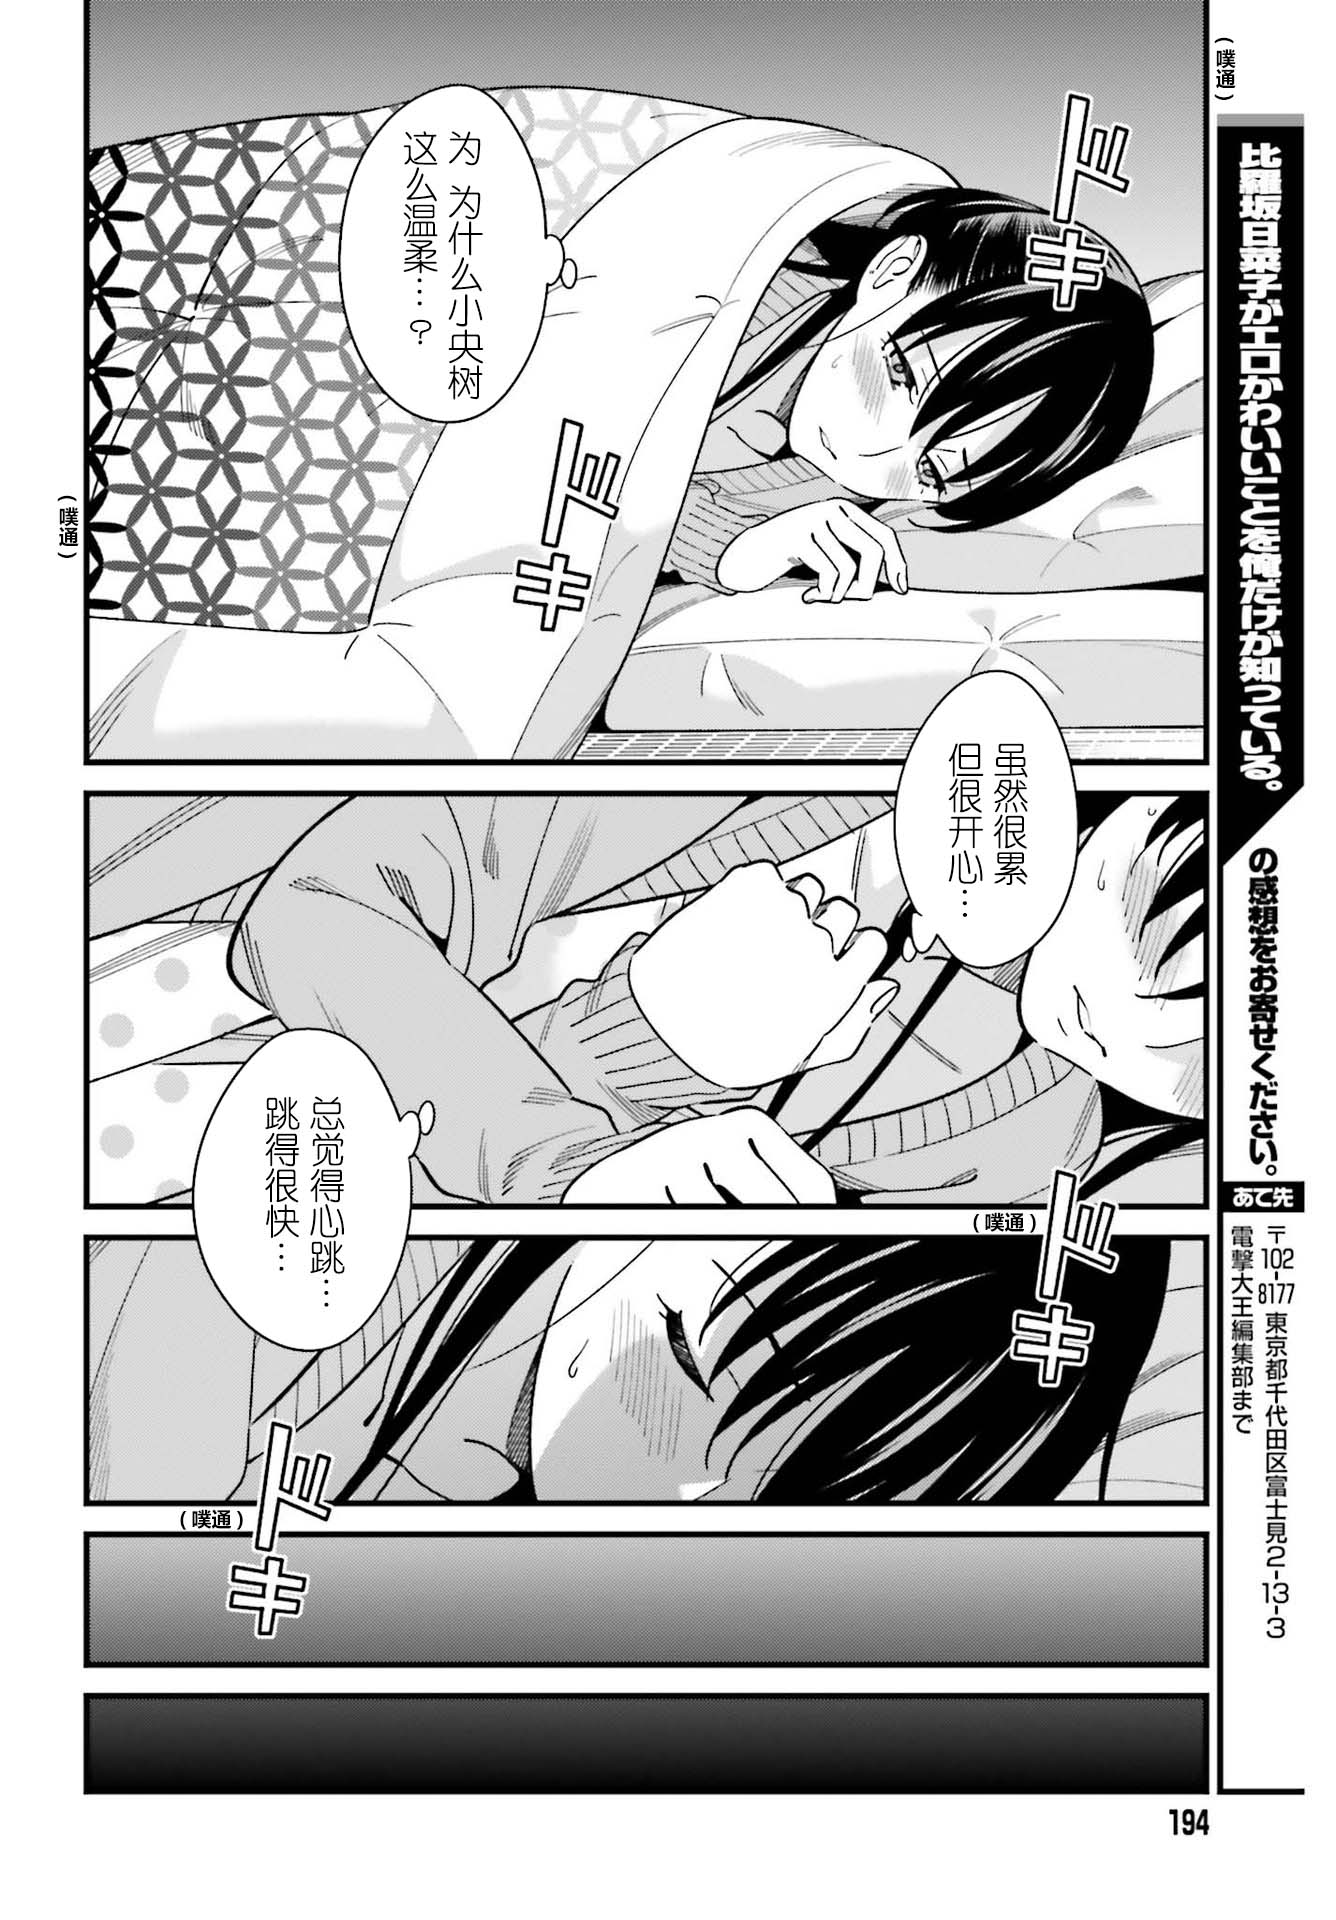 (噗通)
ドキ
为 为什么小央树
这么温柔…?
ドキ
(噗通)
虽然很累
但很开心…
总觉得心跳…
跳得很快…
(噗通)
ドキ
(噗通)
ドキ
比羅坂日菜子がエロかわいいことを俺だけが知っている。
の感想をお寄せください。
あて先
〒102-8177 東京都千代田区富士見2-13-3
電撃大王編集部まで
194